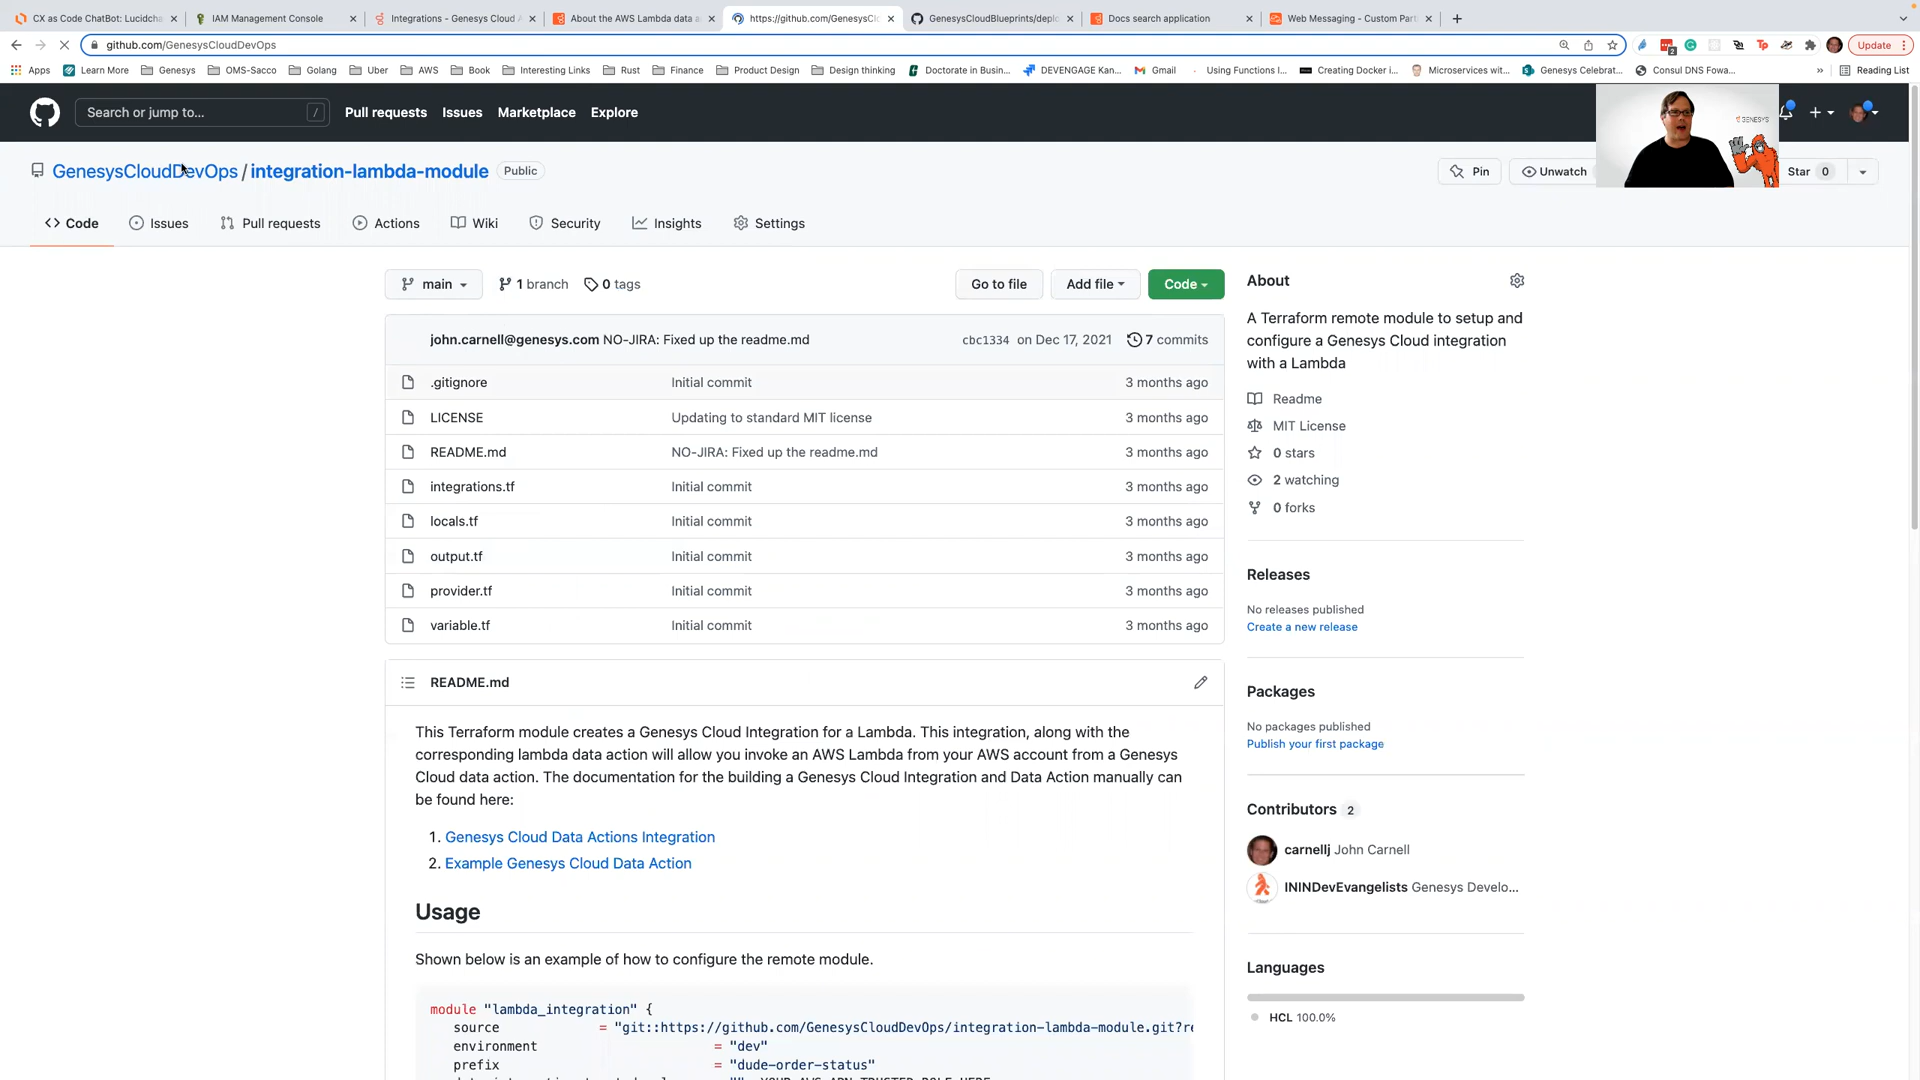 CX as Code ChatBot: Lucidcha
IAM Management Console
Integrations - Genesys Cloud A
About the AWS Lambda data a
https://github.com/GenesysClo
GenesysCloudBlueprints/deplo
Docs search application
Web Messaging - Custom Part
github.com/GenesysCloudDevOps
Update
Apps
Learn More
Genesys
OMS-Sacco
Golang
Uber
AWS
Book
Interesting Links
Rust
Finance
Product Design
Design thinking
Doctorate in Busin...
DEVENGAGE Kan...
Gmail
Using Functions I...
Creating Docker i...
Microservices wit...
Genesys Celebrat...
Consul DNS Fowa...
»
Reading List
Search or jump to...
/
Pull requests
Issues
Marketplace
Explore
GENESYS
GenesysCloudDevOps / integration-lambda-module
Public
Pin
Unwatch
Star 0
Code
Issues
Pull requests
Actions
Wiki
Security
Insights
Settings
main
1 branch
0 tags
Go to file
Add file
Code
john.carnell@genesys.com NO-JIRA: Fixed up the readme.md
cbc1334 on Dec 17, 2021
7 commits
.gitignore Initial commit 3 months ago
LICENSE Updating to standard MIT license 3 months ago
README.md NO-JIRA: Fixed up the readme.md 3 months ago
integrations.tf Initial commit 3 months ago
locals.tf Initial commit 3 months ago
output.tf Initial commit 3 months ago
provider.tf Initial commit 3 months ago
variable.tf Initial commit 3 months ago
README.md
This Terraform module creates a Genesys Cloud Integration for a Lambda. This integration, along with the
corresponding lambda data action will allow you invoke an AWS Lambda from your AWS account from a Genesys
Cloud data action. The documentation for the building a Genesys Cloud Integration and Data Action manually can
be found here:
1. Genesys Cloud Data Actions Integration
2. Example Genesys Cloud Data Action
Usage
Shown below is an example of how to configure the remote module.
module "lambda_integration" {
source = "git::https://github.com/GenesysCloudDevOps/integration-lambda-module.git?re
environment = "dev"
prefix = "dude-order-status"
About
A Terraform remote module to setup and
configure a Genesys Cloud integration
with a Lambda
Readme
MIT License
0 stars
2 watching
0 forks
Releases
No releases published
Create a new release
Packages
No packages published
Publish your first package
Contributors 2
carnellj John Carnell
ININDevEvangelists Genesys Develo...
Languages
HCL 100.0%